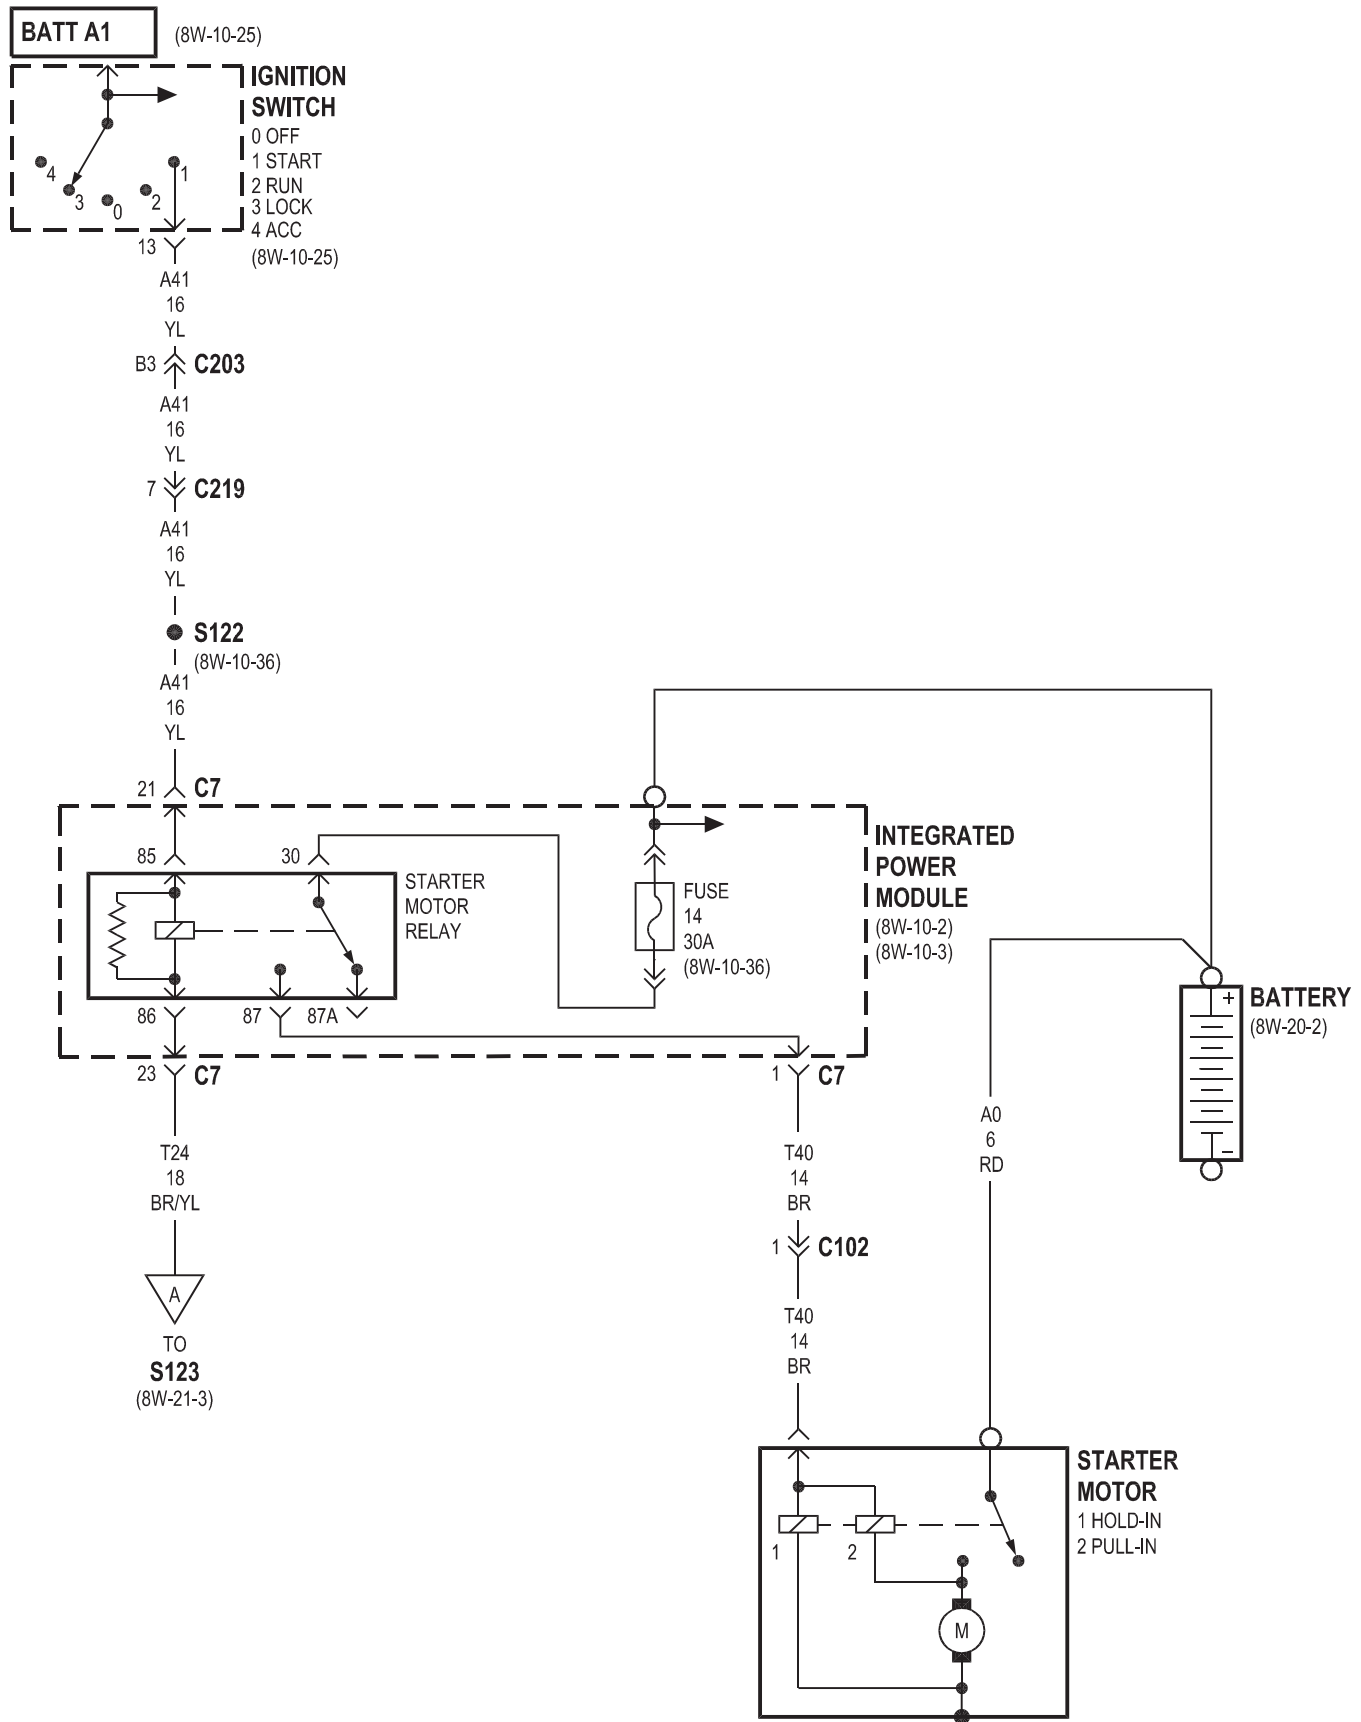 BATT A1
(8W-10-25)
IGNITION
SWITCH
0 OFF
1 START
2 RUN
3 LOCK
4 ACC
(8W-10-25)
4
3
0
2
1
13
A41
16
YL
B3
C203
A41
16
YL
7
C219
A41
16
YL
S122
(8W-10-36)
A41
16
YL
21
C7
85
30
STARTER
MOTOR
RELAY
FUSE
14
30A
(8W-10-36)
INTEGRATED
POWER
MODULE
(8W-10-2)
(8W-10-3)
+
-
BATTERY
(8W-20-2)
86
87
87A
23
C7
1
C7
T24
18
BR/YL
A
TO
S123
(8W-21-3)
T40
14
BR
1
C102
T40
14
BR
A0
6
RD
STARTER
MOTOR
1 HOLD-IN
2 PULL-IN
1
2
M